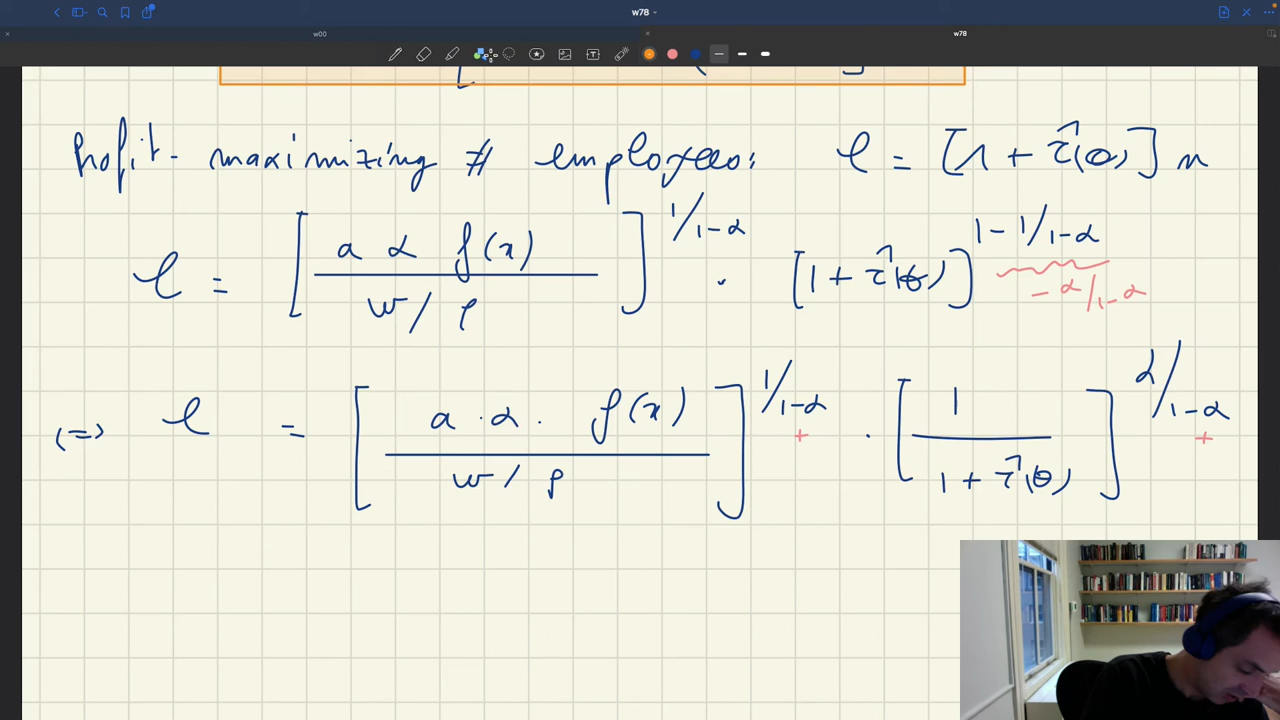 w78
w00
w78
Profit-maximizing # employees: l = [1 + τ̂(θ)] n
l = [a α f(x) / w/p]^{1/1-α} · [1 + τ̂(θ)]^{1 - 1/1-α}
- α/1-α
(=) l = [a · α · f(x) / w/p]^{1/1-α} · [1 / 1 + τ̂(θ)]^{α/1-α}
+ +